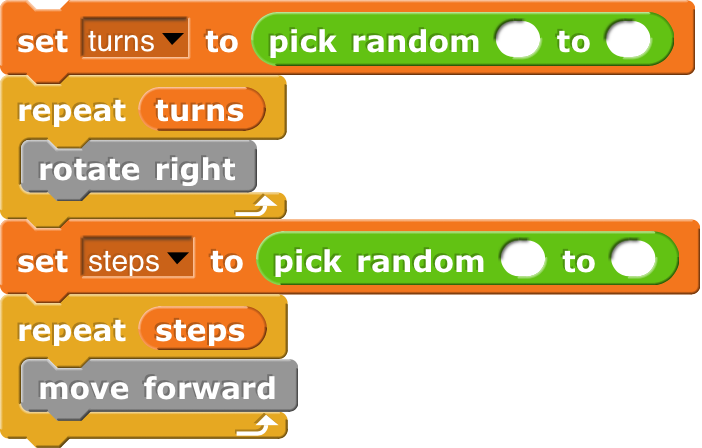 set turns to pick random to
repeat turns
rotate right
set steps to pick random to
repeat steps
move forward